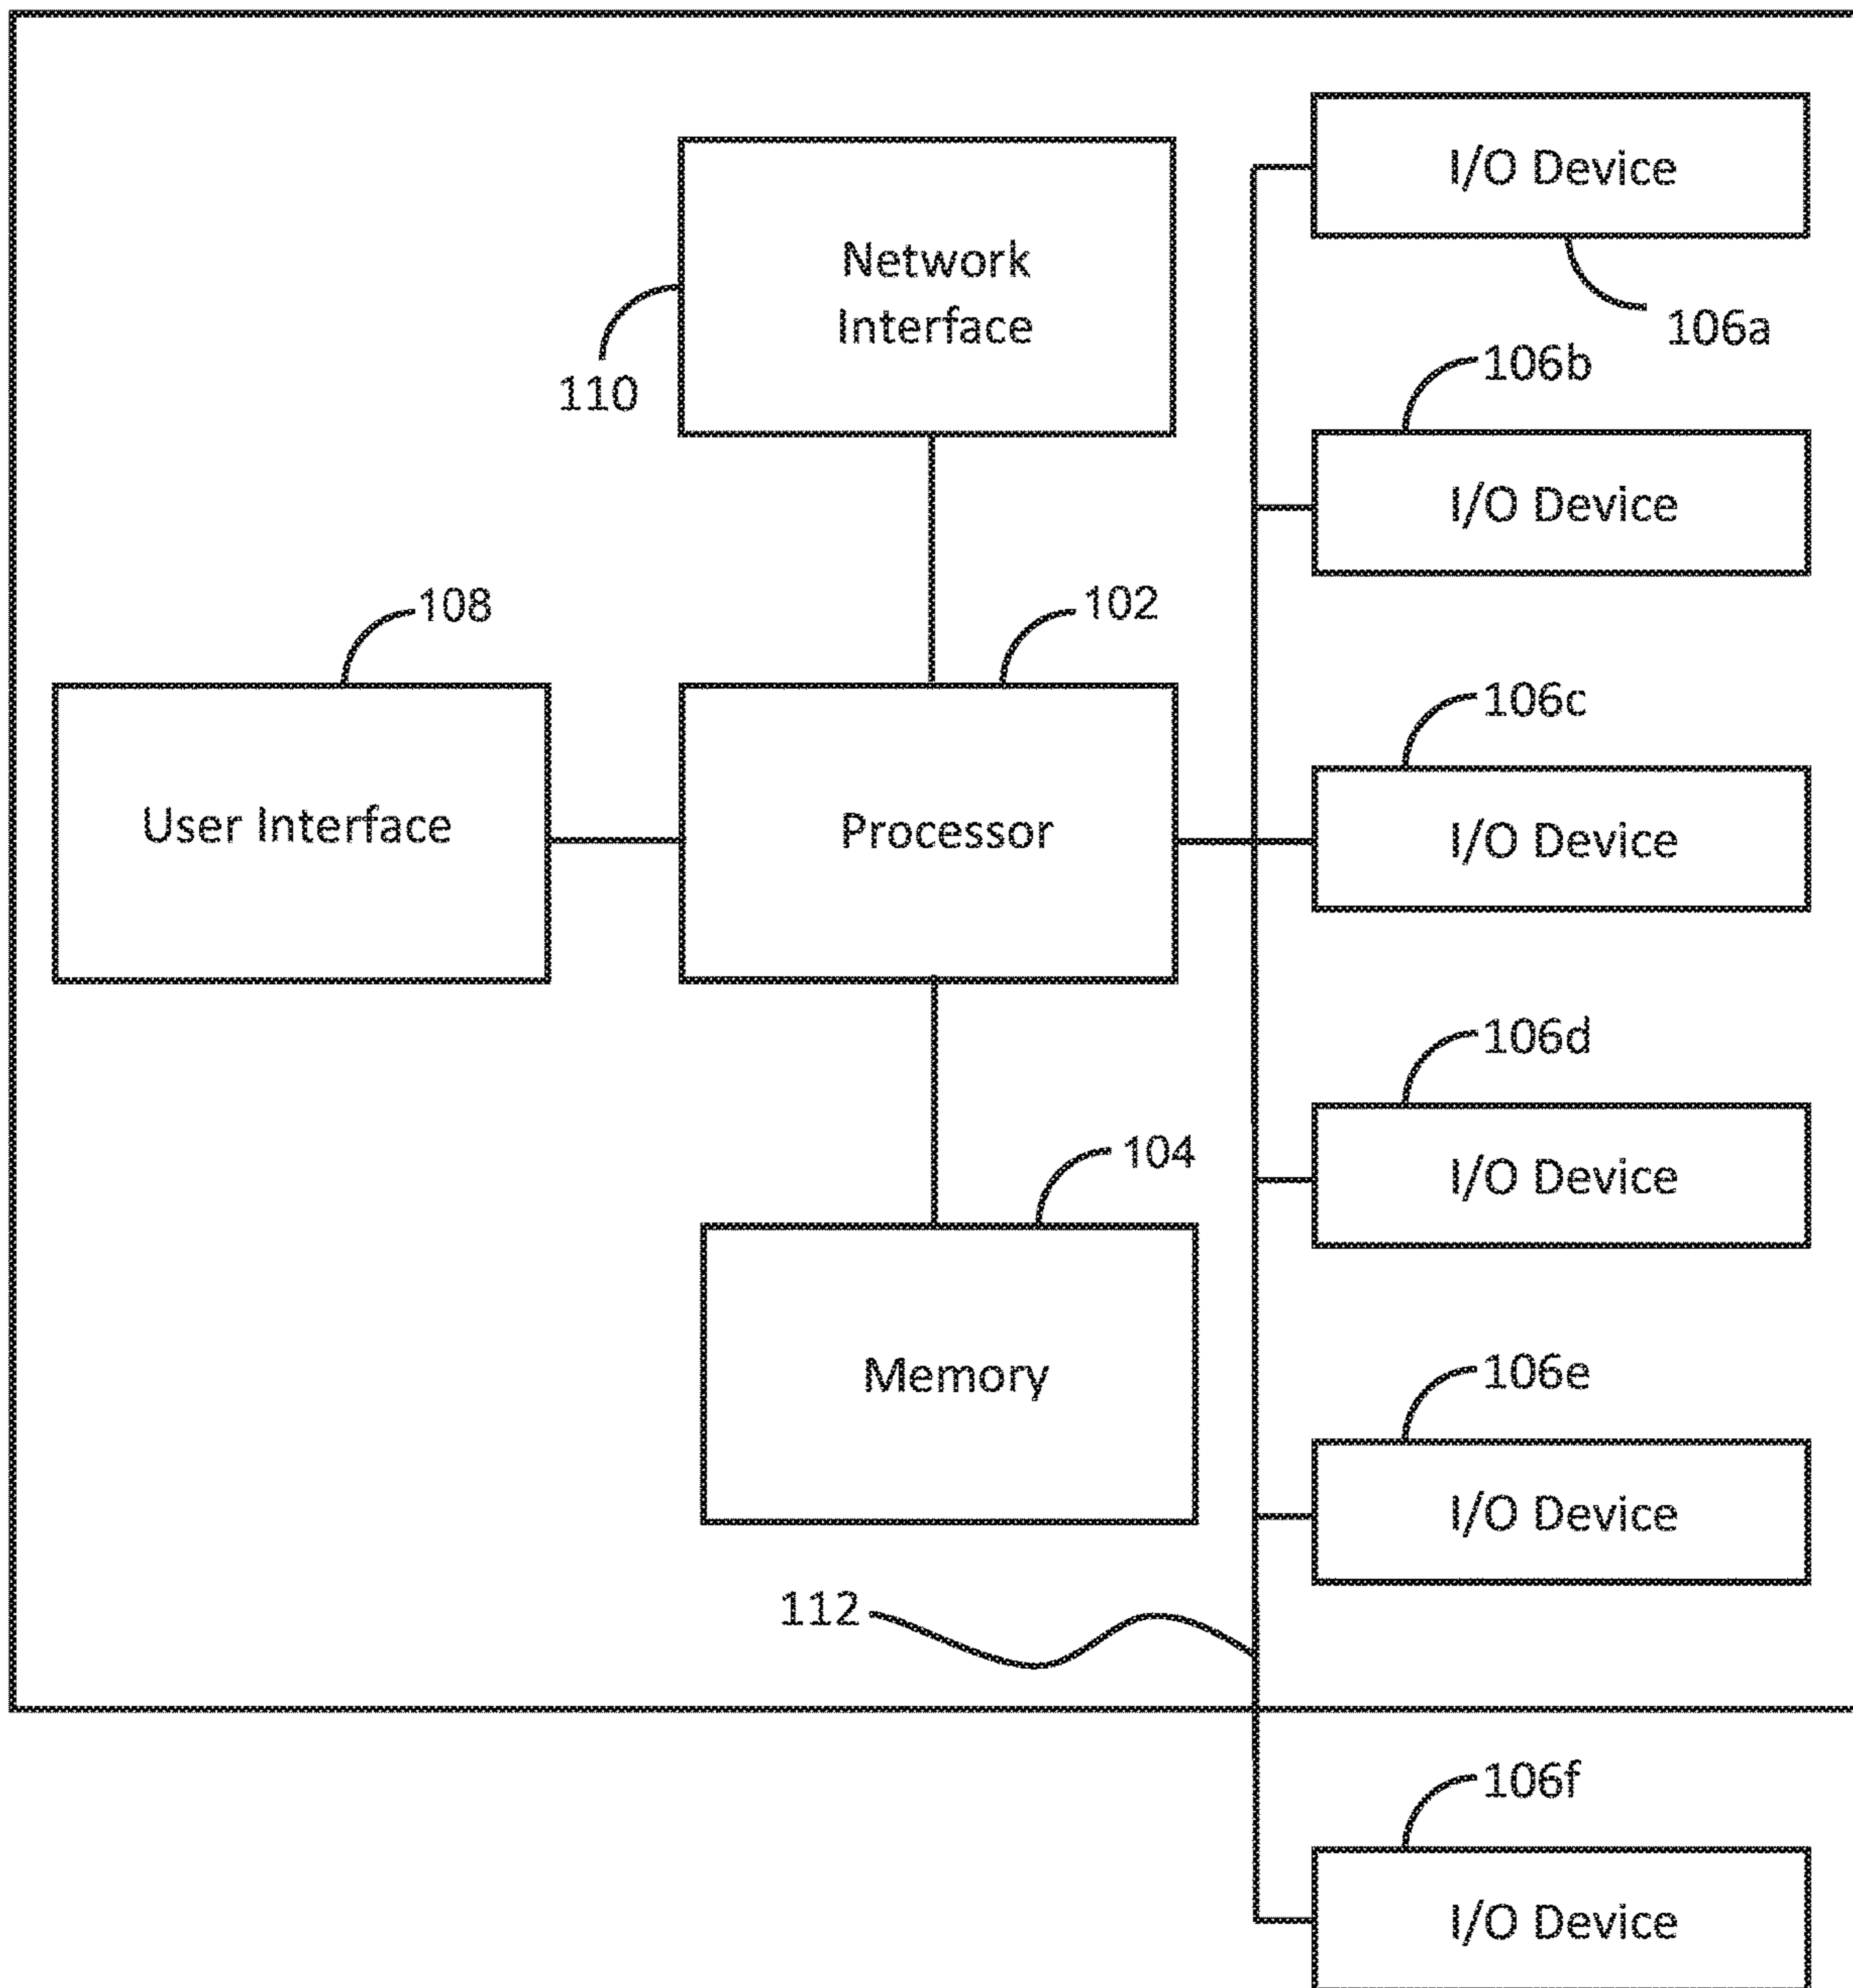 I/O Device
106a
Network
Interface
110
106b
I/O Device
108
102
106c
User Interface
Processor
I/O Device
106d
I/O Device
104
Memory
106e
I/O Device
112
106f
I/O Device